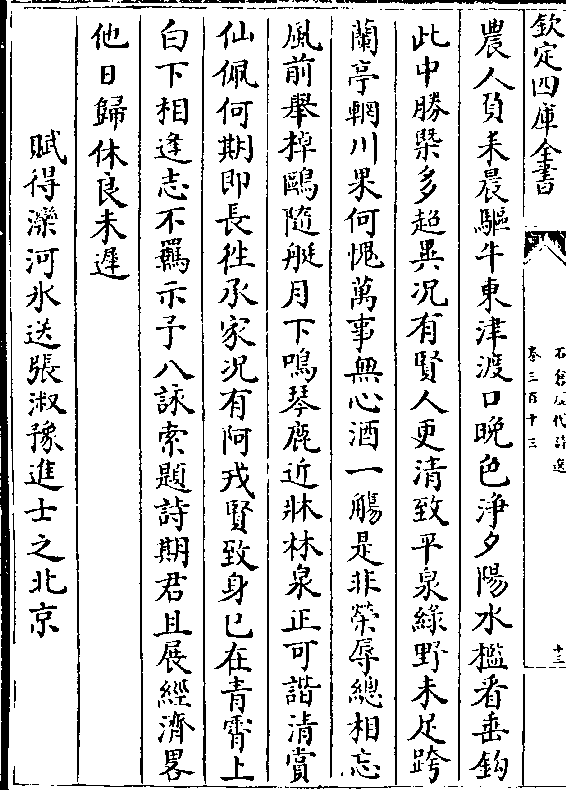 欽定四庫全書
石倉歷代詩選
卷三百十三
十三
農人負耒晨驅牛東津渡口晚色淨夕陽水檻看垂鈎
此中勝槩多超異况有賢人更清致平泉綠野未足誇
蘭亭輞川果何愧萬事無心酒一觴是非榮辱總相忘
風前舉棹鷗隨艇月下鳴琴鹿近牀林泉正可諧清賞
仙佩何期即長徃承家况有阿戎賢致身已在青霄上
白下相逢志不羈示予八詠索題詩期君且展經濟畧
他日歸休良未遲
賦得灤河氷送張淑豫進士之北京